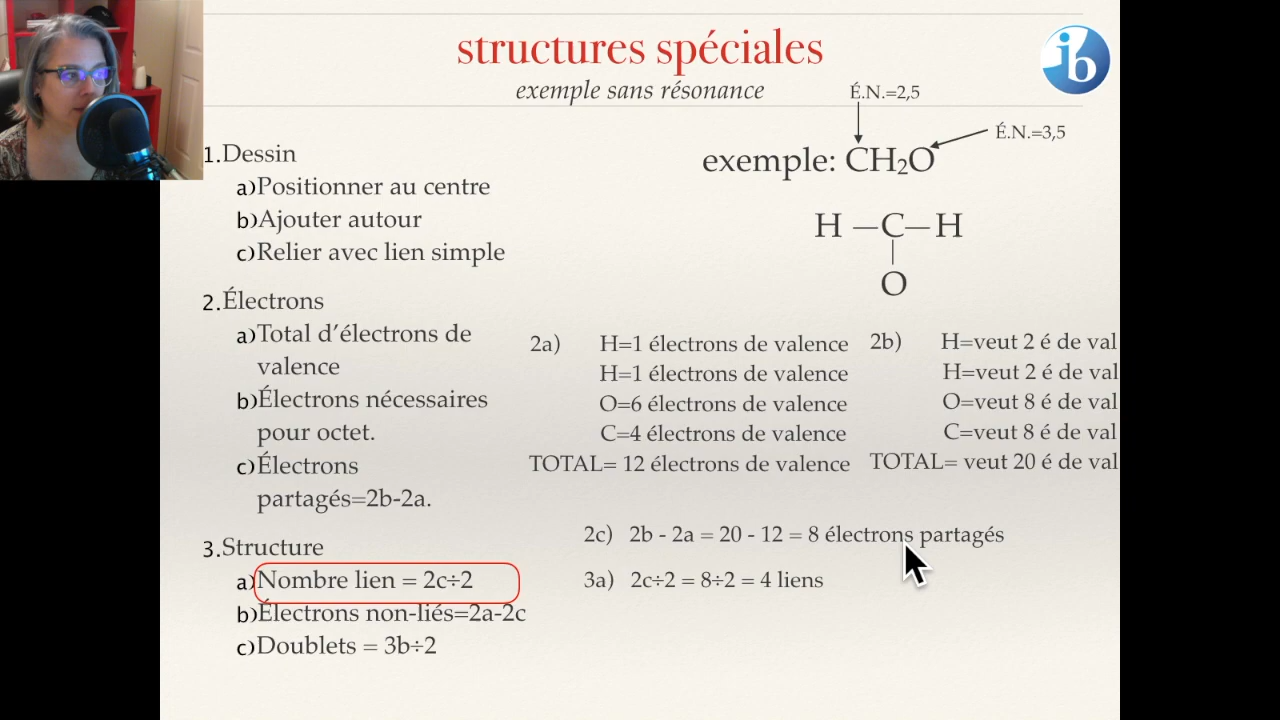 structures spéciales
exemple sans résonance
ib
É.N.=2,5
É.N.=3,5
exemple: CH₂O
H —C— H
O
1.Dessin
a)Positionner au centre
b)Ajouter autour
c)Relier avec lien simple
2.Électrons
a)Total d’électrons de
valence
b)Électrons nécessaires
pour octet.
c)Électrons
partagés=2b-2a.
3.Structure
a)Nombre lien = 2c÷2
b)Électrons non-liés=2a-2c
c)Doublets = 3b÷2
2a) H=1 électrons de valence
H=1 électrons de valence
O=6 électrons de valence
C=4 électrons de valence
TOTAL= 12 électrons de valence
2b) H=veut 2 é de val
H=veut 2 é de val
O=veut 8 é de val
C=veut 8 é de val
TOTAL= veut 20 é de val
2c) 2b - 2a = 20 - 12 = 8 électrons partagés
3a) 2c÷2 = 8÷2 = 4 liens